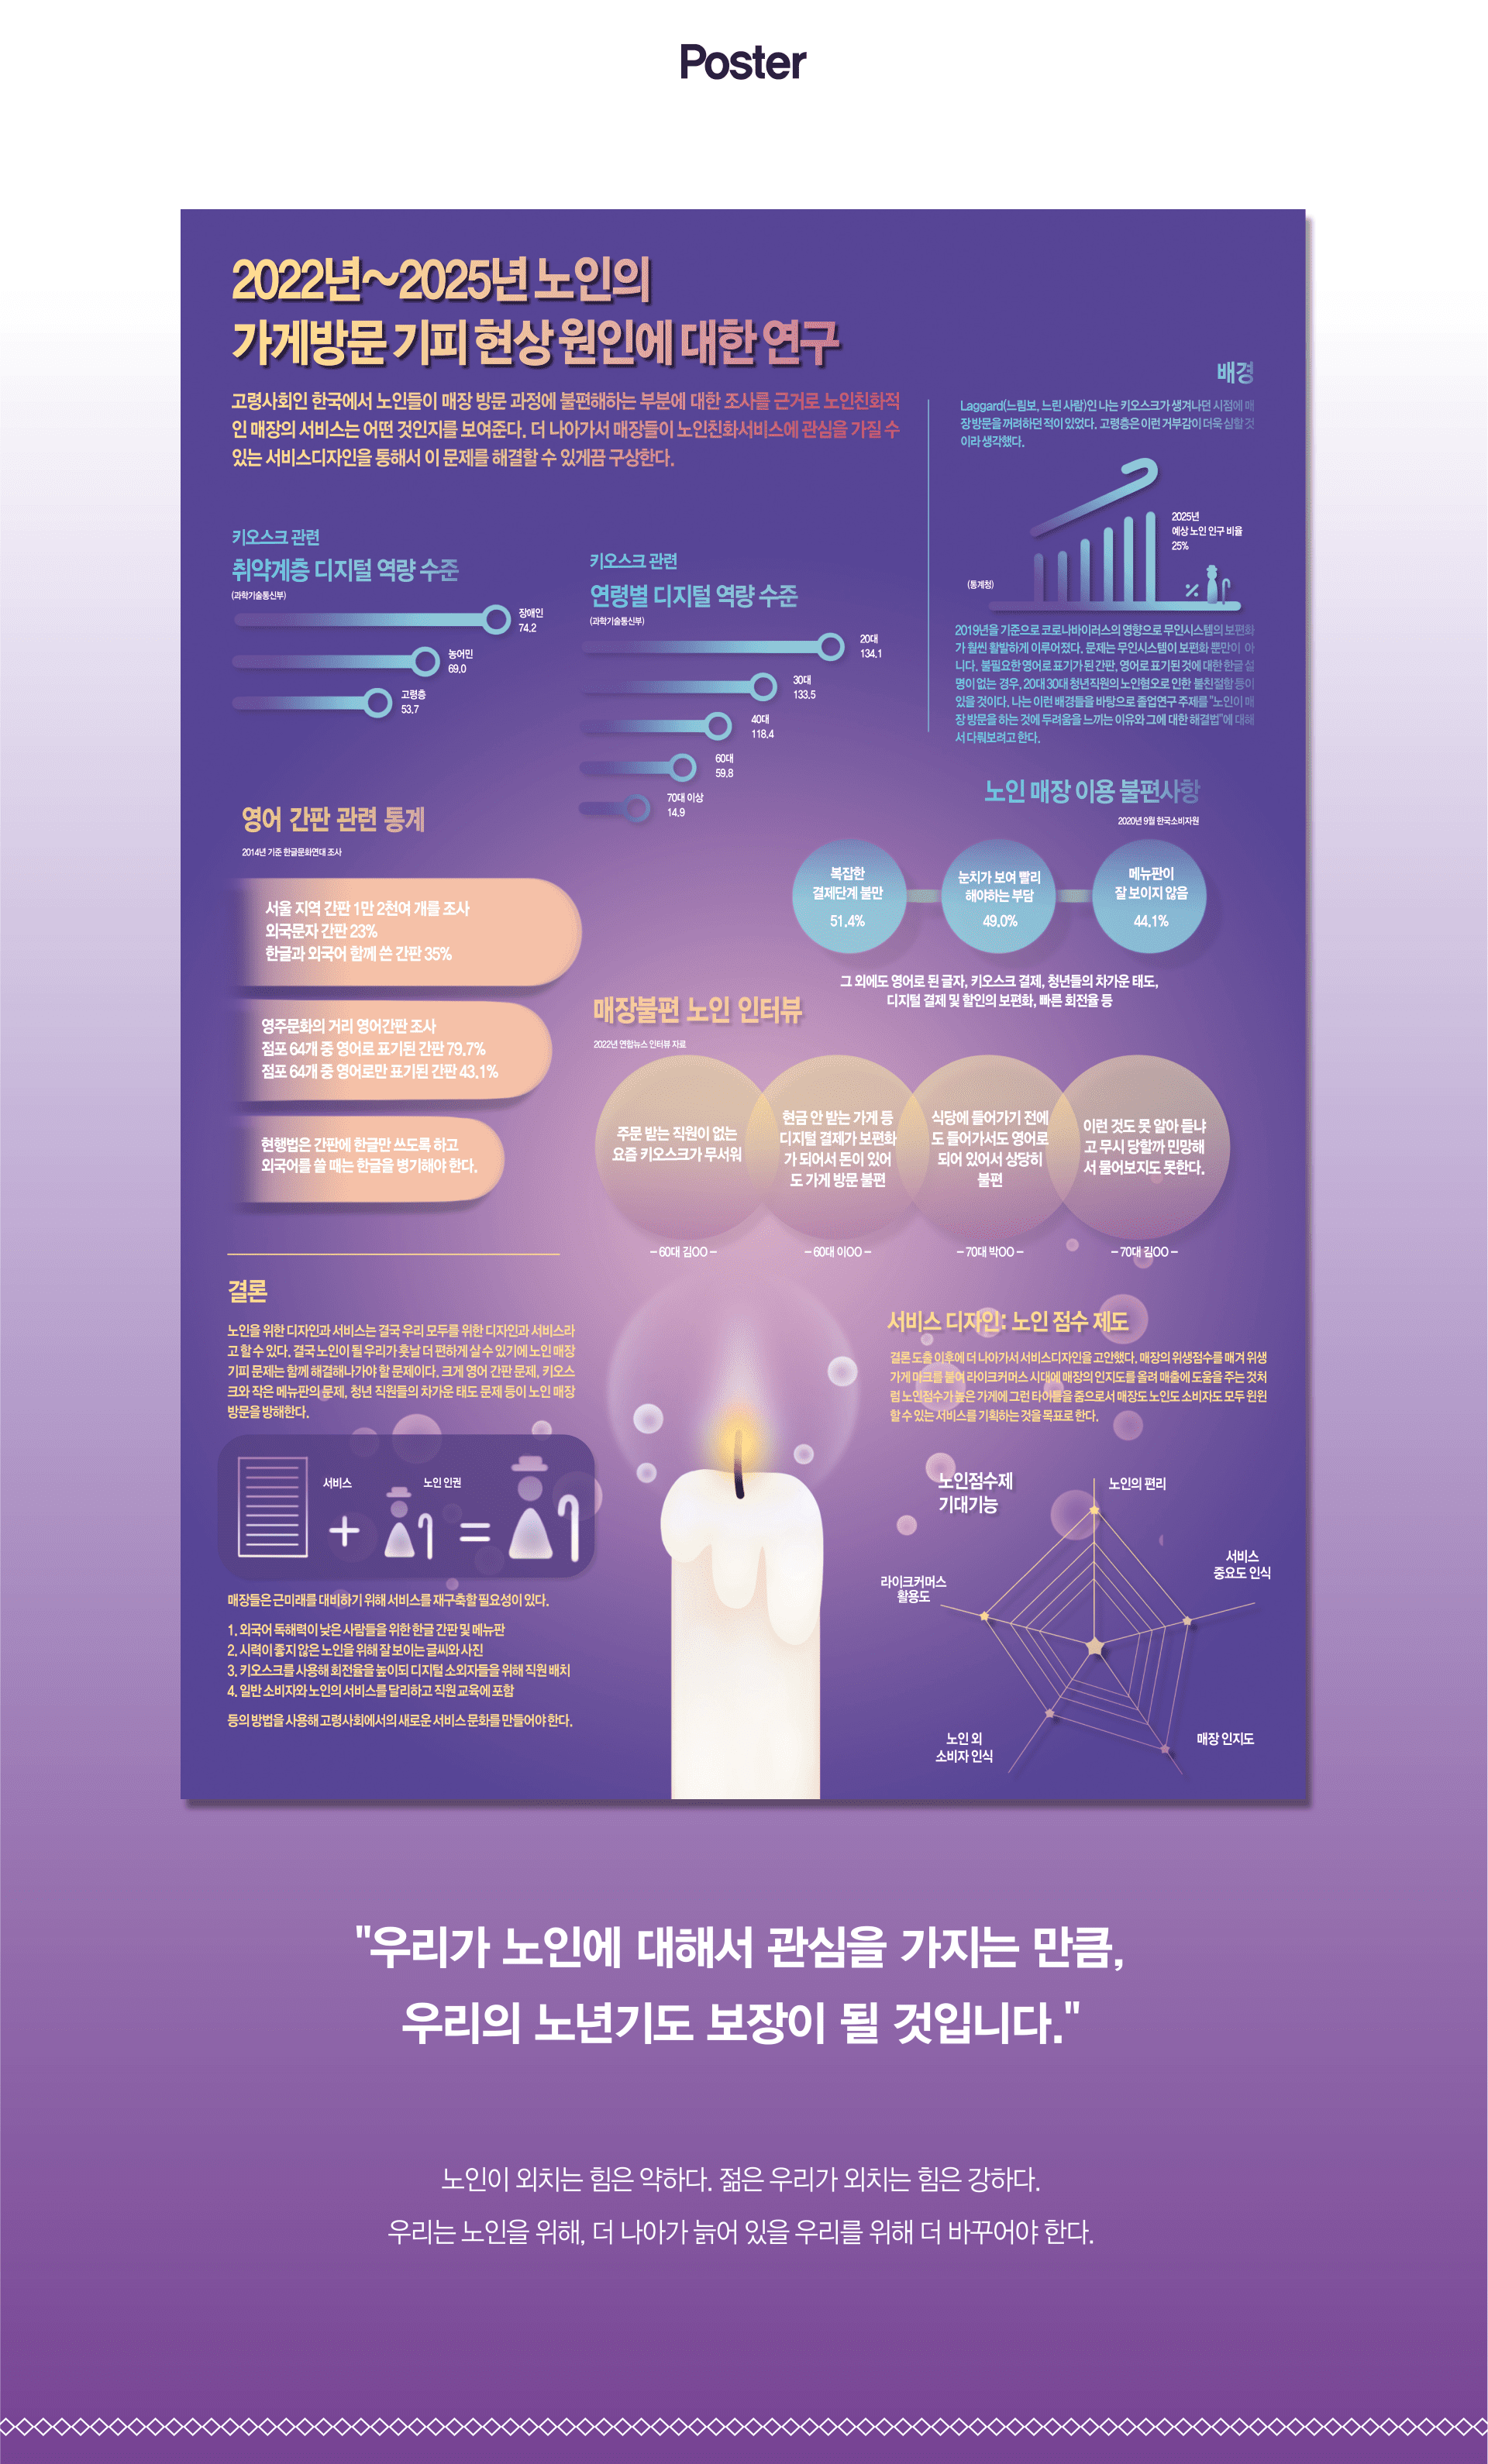 Poster
2022년~2025년 노인의
가게방문 기피 현상 원인에 대한 연구
고령사회인 한국에서 노인들이 매장 방문 과정에 불편해하는 부분에 대한 조사를 근거로 노인친화적
인 매장의 서비스는 어떤 것인지를 보여준다. 더 나아가서 매장들이 노인친화서비스에 관심을 가질 수
있는 서비스디자인을 통해서 이 문제를 해결할 수 있게끔 구상한다.
배경
Laggard(느림보, 느린 사람)인 나는 키오스크가 생겨나던 시점에 매
장 방문을 꺼려하던 적이 있었다. 고령층은 이런 거부감이 더욱 심할 것
이라 생각했다.
2025년
예상 노인 인구 비율
25%
(통계청)
%
2019년을 기준으로 코로나바이러스의 영향으로 무인시스템의 보편화
가 훨씬 활발하게 이루어졌다. 문제는 무인시스템이 보편화 뿐만이 아
니다. 불필요한 영어로 표기가 된 간판, 영어로 표기된 것에 대한 한글 설
명이 없는 경우, 20대 30대 청년직원의 노인혐오로 인한 불친절함 등이
있을 것이다. 나는 이런 배경들을 바탕으로 졸업연구 주제를 "노인이 매
장 방문을 하는 것에 두려움을 느끼는 이유와 그에 대한 해결법"에 대해
서 다뤄보려고 한다.
키오스크 관련
취약계층 디지털 역량 수준
(과학기술통신부)
장애인
74.2
농어민
69.0
고령층
53.7
키오스크 관련
연령별 디지털 역량 수준
(과학기술통신부)
20대
134.1
30대
133.5
40대
118.4
60대
59.8
70대 이상
14.9
노인 매장 이용 불편사항
2020년 9월 한국소비자원
복잡한
결제단계 불만
51.4%
눈치가 보여 빨리
해야하는 부담
49.0%
메뉴판이
잘 보이지 않음
44.1%
그 외에도 영어로 된 글자, 키오스크 결제, 청년들의 차가운 태도,
디지털 결제 및 할인의 보편화, 빠른 회전율 등
영어 간판 관련 통계
2014년 기준 한글문화연대 조사
서울 지역 간판 1만 2천여 개를 조사
외국문자 간판 23%
한글과 외국어 함께 쓴 간판 35%
영주문화의 거리 영어간판 조사
점포 64개 중 영어로 표기된 간판 79.7%
점포 64개 중 영어로만 표기된 간판 43.1%
현행법은 간판에 한글만 쓰도록 하고
외국어를 쓸 때는 한글을 병기해야 한다.
매장불편 노인 인터뷰
2022년 연합뉴스 인터뷰 자료
주문 받는 직원이 없는
요즘 키오스크가 무서워
– 60대 김OO –
현금 안 받는 가게 등
디지털 결제가 보편화
가 되어서 돈이 있어
도 가게 방문 불편
– 60대 이OO –
식당에 들어가기 전에
도 들어가서도 영어로
되어 있어서 상당히
불편
– 70대 박OO –
이런 것도 못 알아 듣냐
고 무시 당할까 민망해
서 물어보지도 못한다.
– 70대 김OO –
결론
노인을 위한 디자인과 서비스는 결국 우리 모두를 위한 디자인과 서비스라
고 할 수 있다. 결국 노인이 될 우리가 훗날 더 편하게 살 수 있기에 노인 매장
기피 문제는 함께 해결해나가야 할 문제이다. 크게 영어 간판 문제, 키오스
크와 작은 메뉴판의 문제, 청년 직원들의 차가운 태도 문제 등이 노인 매장
방문을 방해한다.
서비스
노인 인권
+
=
매장들은 근미래를 대비하기 위해 서비스를 재구축할 필요성이 있다.
1. 외국어 독해력이 낮은 사람들을 위한 한글 간판 및 메뉴판
2. 시력이 좋지 않은 노인을 위해 잘 보이는 글씨와 사진
3. 키오스크를 사용해 회전율을 높이되 디지털 소외자들을 위해 직원 배치
4. 일반 소비자와 노인의 서비스를 달리하고 직원 교육에 포함
등의 방법을 사용해 고령사회에서의 새로운 서비스 문화를 만들어야 한다.
서비스 디자인: 노인 점수 제도
결론 도출 이후에 더 나아가서 서비스디자인을 고안했다. 매장의 위생점수를 매겨 위생
가게 마크를 붙여 라이크커머스 시대에 매장의 인지도를 올려 매출에 도움을 주는 것처
럼 노인점수가 높은 가게에 그런 타이틀을 줌으로서 매장도 노인도 소비자도 모두 윈윈
할 수 있는 서비스를 기획하는 것을 목표로 한다.
노인점수제
기대기능
노인의 편리
서비스
중요도 인식
라이크커머스
활용도
노인 외
소비자 인식
매장 인지도
"우리가 노인에 대해서 관심을 가지는 만큼,
우리의 노년기도 보장이 될 것입니다."
노인이 외치는 힘은 약하다. 젊은 우리가 외치는 힘은 강하다.
우리는 노인을 위해, 더 나아가 늙어 있을 우리를 위해 더 바꾸어야 한다.